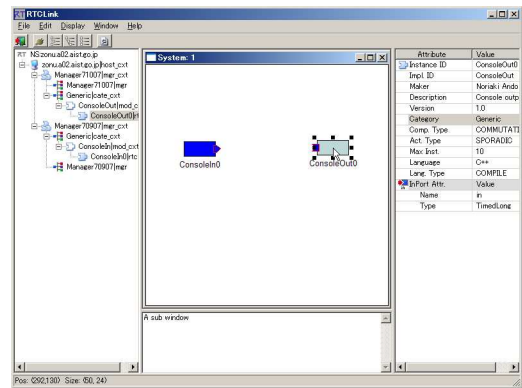 RTCLink
File Edit Display View Help
NSzonu.a02.aist.go.jp
zonu.a02.aist.go.jp|host_cxt
Manager71007|mgr_cxt
Manager71007|mgr
Generic|cate_cxt
ConsoleOut|mod_c
ConsoleOut0|rt
Manager70907|mgr_cxt
Generic|cate_cxt
ConsoleIn|mod_cxt
ConsoleIn0|rtc
Manager70907|mgr
System: 1
ConsoleIn0
ConsoleOut0
A sub window
Attribute Value
Instance ID ConsoleOut0
Impl. ID ConsoleOut
Maker Noriaki Ando
Description Console outp
Version 1.0
Category Generic
Comp. Type COMMUTATI
Act. Type SPORADIC
Max Inst. 10
Language C++
Lang. Type COMPILE
InPort Attr. Value
Name in
Type TimedLong
Pos: (292,130) Size: (50, 24)